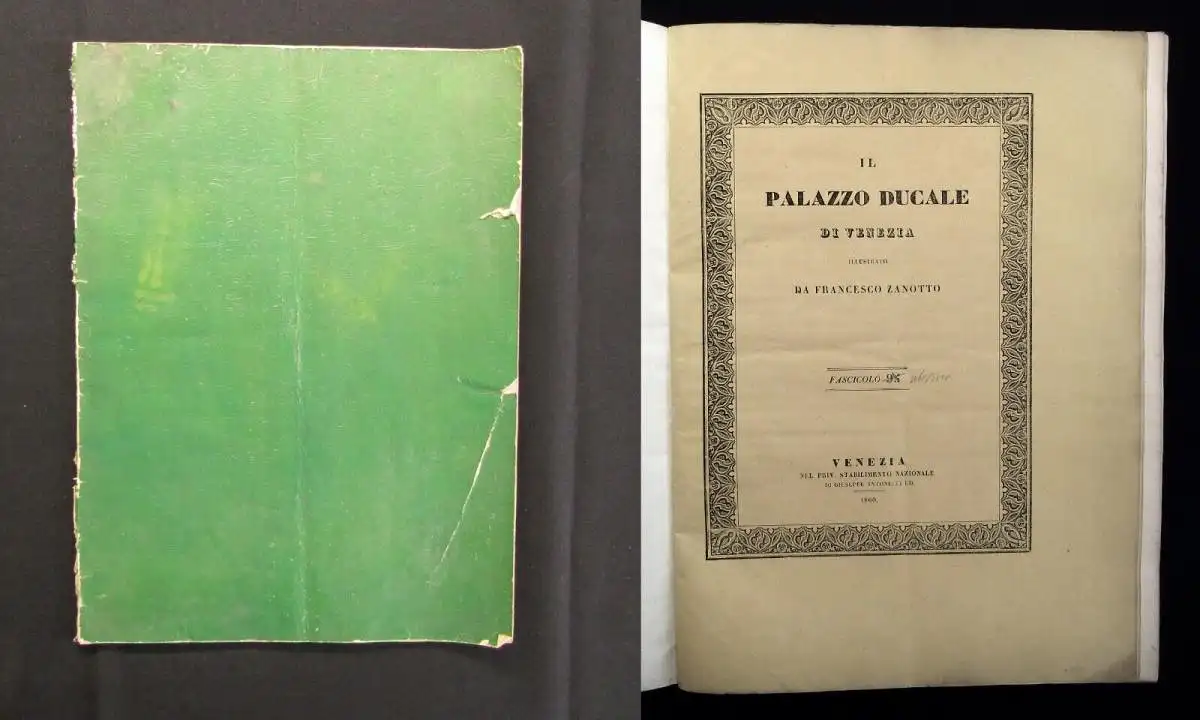 IL
PALAZZO DUCALE
DI VENEZIA
ILLUSTRATO
DA FRANCESCO ZANOTTO
FASCICOLO
VENEZIA
NEL PRIV. STABILIMENTO NAZIONALE
DI GIUSEPPE ANTONELLI ED.
1860.